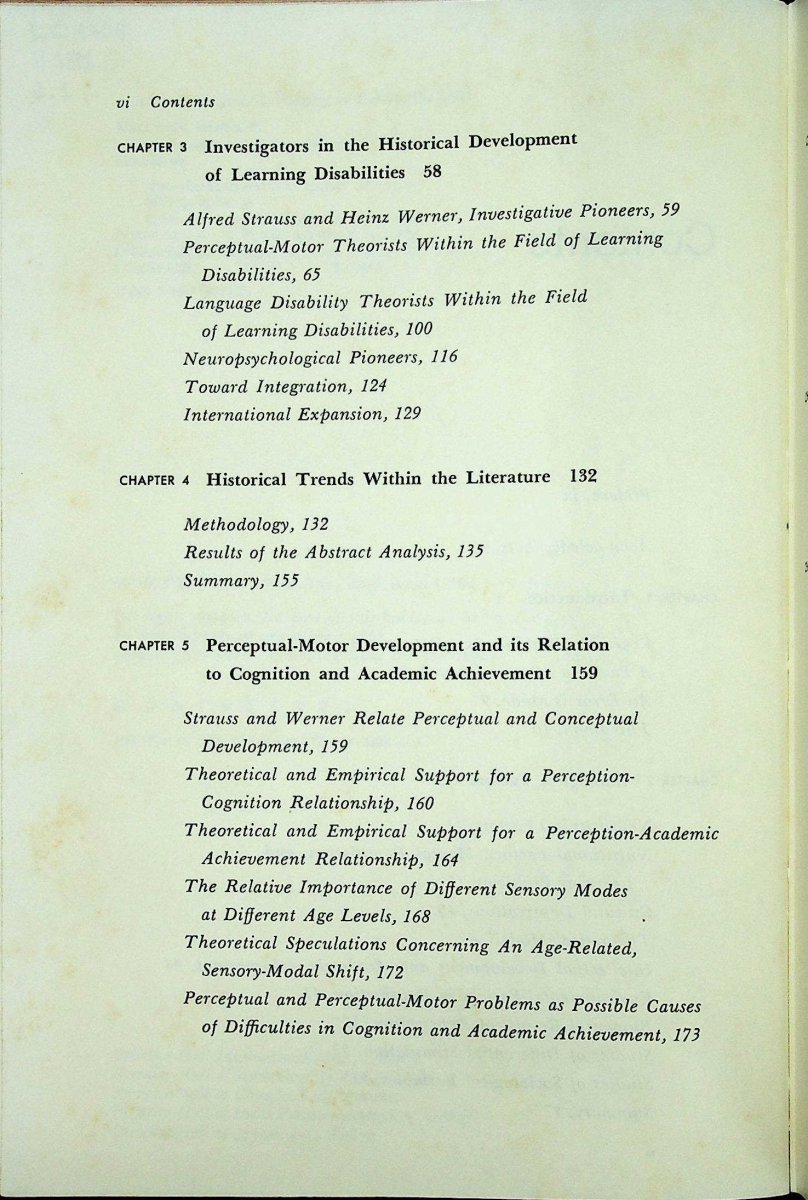 vi Contents
CHAPTER 3 Investigators in the Historical Development
of Learning Disabilities 58
Alfred Strauss and Heinz Werner, Investigative Pioneers, 59
Perceptual-Motor Theorists Within the Field of Learning
Disabilities, 65
Language Disability Theorists Within the Field
of Learning Disabilities, 100
Neuropsychological Pioneers, 116
Toward Integration, 124
International Expansion, 129
CHAPTER 4 Historical Trends Within the Literature 132
Methodology, 132
Results of the Abstract Analysis, 135
Summary, 155
CHAPTER 5 Perceptual-Motor Development and its Relation
to Cognition and Academic Achievement 159
Strauss and Werner Relate Perceptual and Conceptual
Development, 159
Theoretical and Empirical Support for a Perception-
Cognition Relationship, 160
Theoretical and Empirical Support for a Perception-Academic
Achievement Relationship, 164
The Relative Importance of Different Sensory Modes
at Different Age Levels, 168
Theoretical Speculations Concerning An Age-Related,
Sensory-Modal Shift, 172
Perceptual and Perceptual-Motor Problems as Possible Causes
of Difficulties in Cognition and Academic Achievement, 173